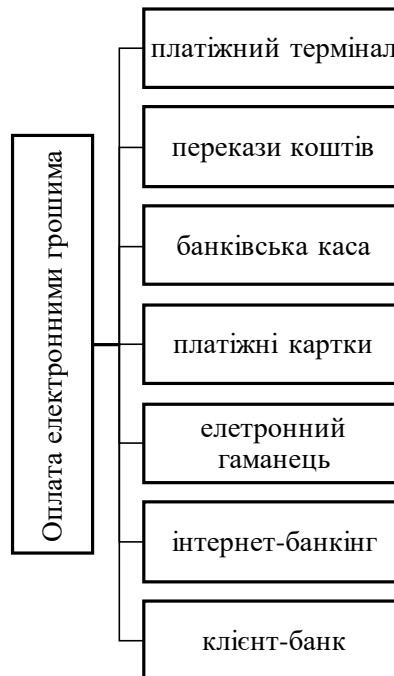 Оплата електронними грошима
платіжний термінал
перекази коштів
банківська каса
платіжні картки
елетронний
гаманець
інтернет-банкінг
клієнт-банк